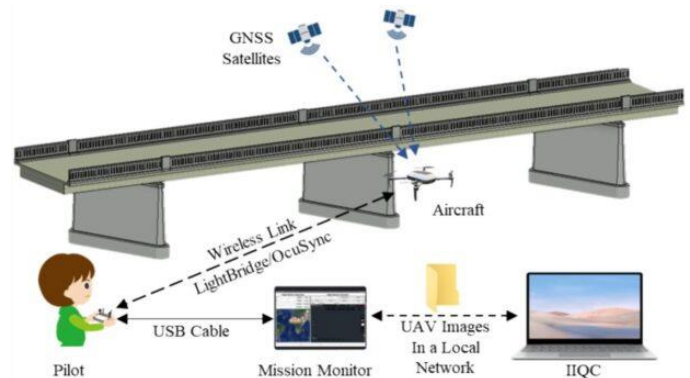 GNSS
Satellites
Aircraft
Wireless Link
LightBridge/OcuSync
USB Cable
UAV Images
In a Local
Network
Pilot
Mission Monitor
IIQC